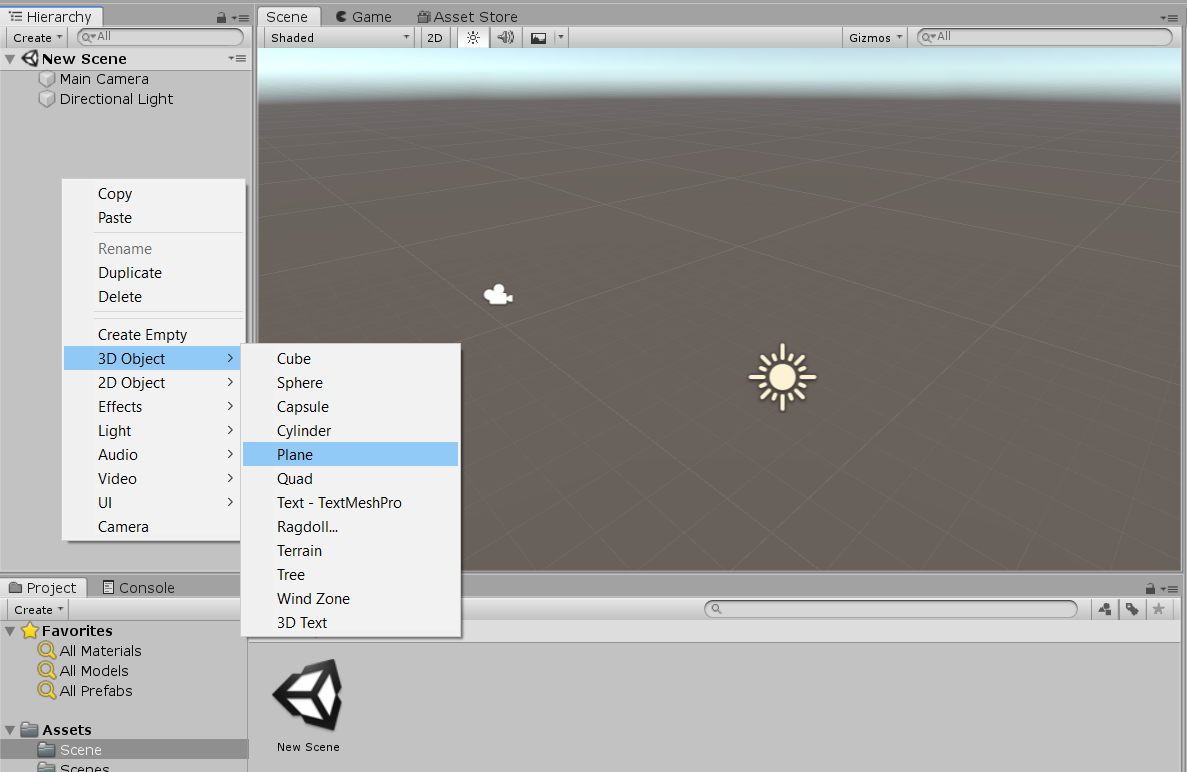 Hierarchy
Create
All
New Scene
Main Camera
Directional Light
Scene
Game
Asset Store
Shaded
2D
Gizmos
All
Copy
Paste
Rename
Duplicate
Delete
Create Empty
3D Object
2D Object
Effects
Light
Audio
Video
UI
Camera
Cube
Sphere
Capsule
Cylinder
Plane
Quad
Text - TextMeshPro
Ragdoll...
Terrain
Tree
Wind Zone
3D Text
Project
Console
Create
Favorites
All Materials
All Models
All Prefabs
Assets
Scene
Scenes
New Scene